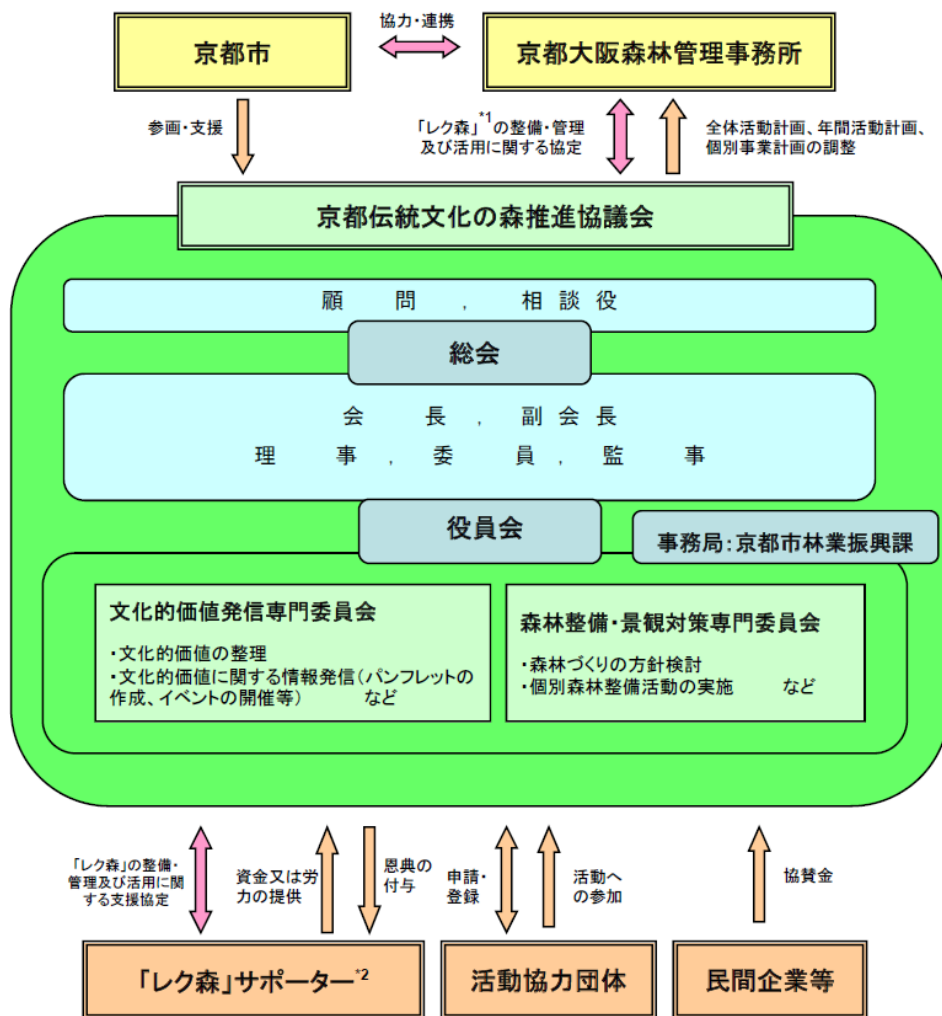 協力・連携
京都市
京都大阪森林管理事務所
参画・支援
「レク森」*1の整備・管理
及び活用に関する協定
全体活動計画、年間活動計画、
個別事業計画の調整
京都伝統文化の森推進協議会
顧問，相談役
総会
会長，副会長
理事，委員，監事
役員会
事務局：京都市林業振興課
文化的価値発信専門委員会
・文化的価値の整理
・文化的価値に関する情報発信（パンフレットの
作成、イベントの開催等）　など
森林整備・景観対策専門委員会
・森林づくりの方針検討
・個別森林整備活動の実施　など
「レク森」の整備・
管理及び活用に関
する支援協定
資金又は労
力の提供
恩典の
付与
申請・
登録
活動へ
の参加
協賛金
「レク森」サポーター*2
活動協力団体
民間企業等